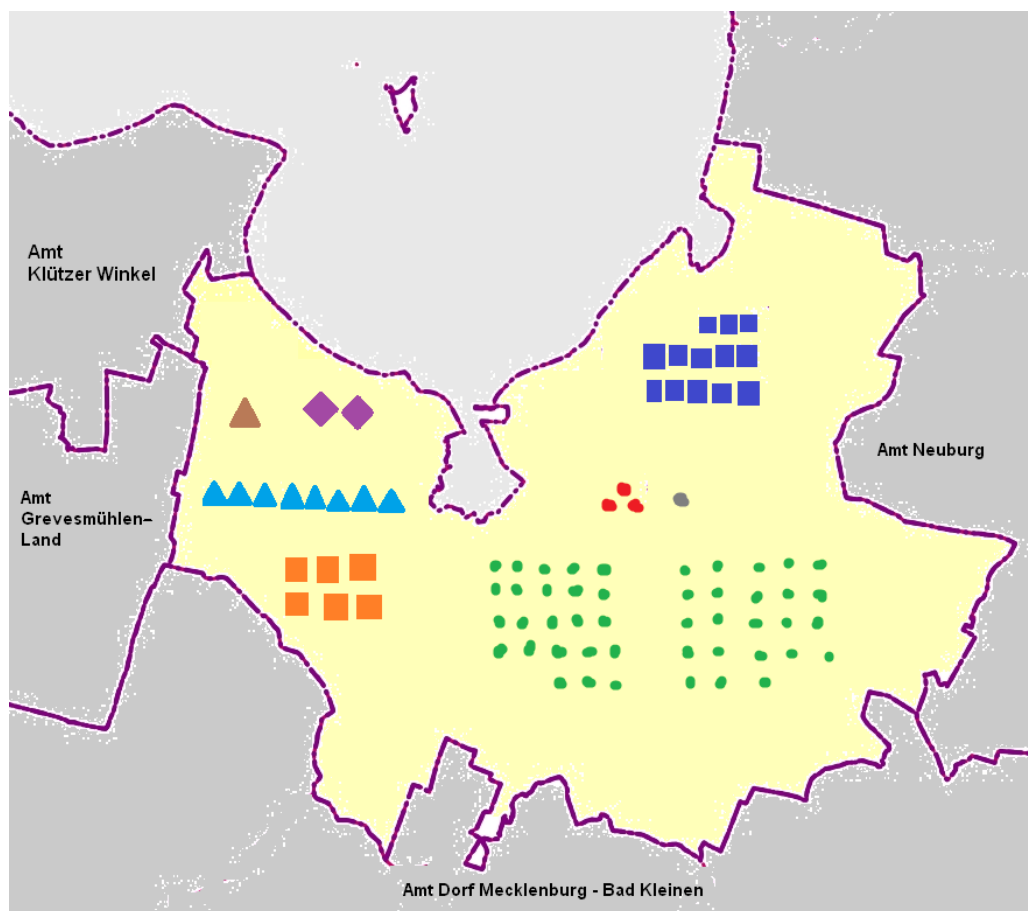 Amt
Klützer Winkel
Amt Neuburg
Amt
Grevesmühlen–
Land
Amt Dorf Mecklenburg - Bad Kleinen